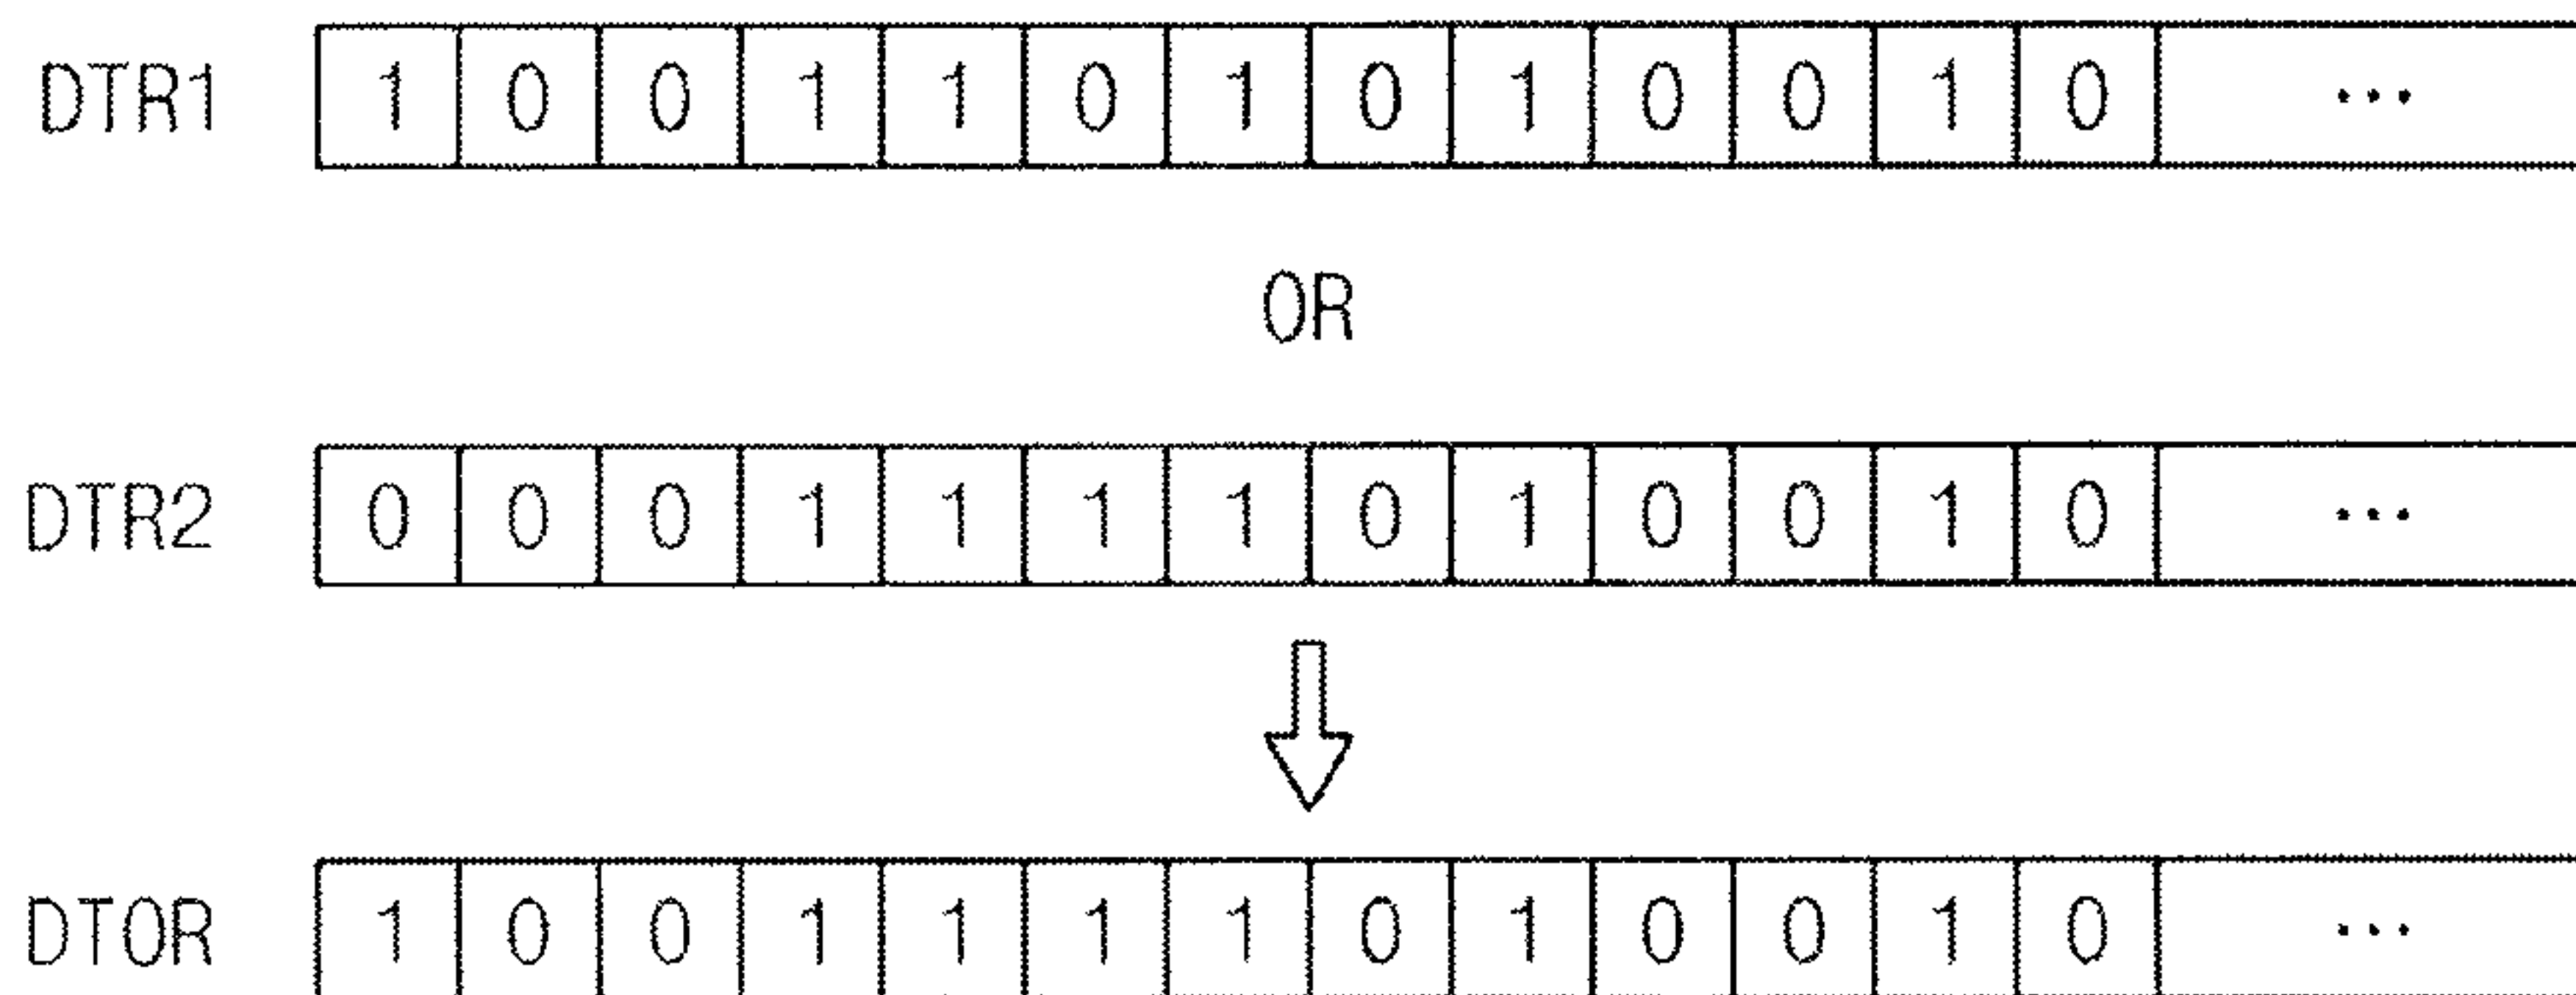 DTR1 1 0 0 1 1 0 1 0 1 0 0 1 0 ...
OR
DTR2 0 0 0 1 1 1 1 0 1 0 0 1 0 ...
DTOR 1 0 0 1 1 1 1 0 1 0 0 1 0 ...